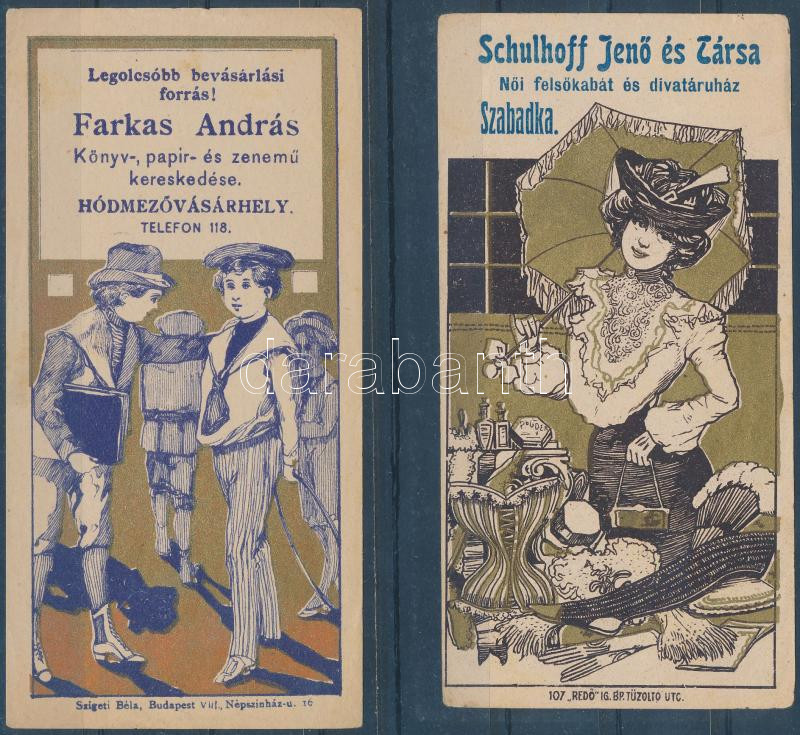 Legolcsóbb bevásárlási
forrás!
Farkas András
Könyv-, papir- és zenemű
kereskedése.
HÓDMEZŐVÁSÁRHELY.
TELEFON 118.
Szigeti Béla, Budapest VIII., Népszinház-u. 16
Schulhoff Jenő és Társa
Női felsőkabát és divatáruház
Szabadka.
POUDER
107 „REDŐ" IG. BP. TŰZOLTÓ UTC.
darabanth